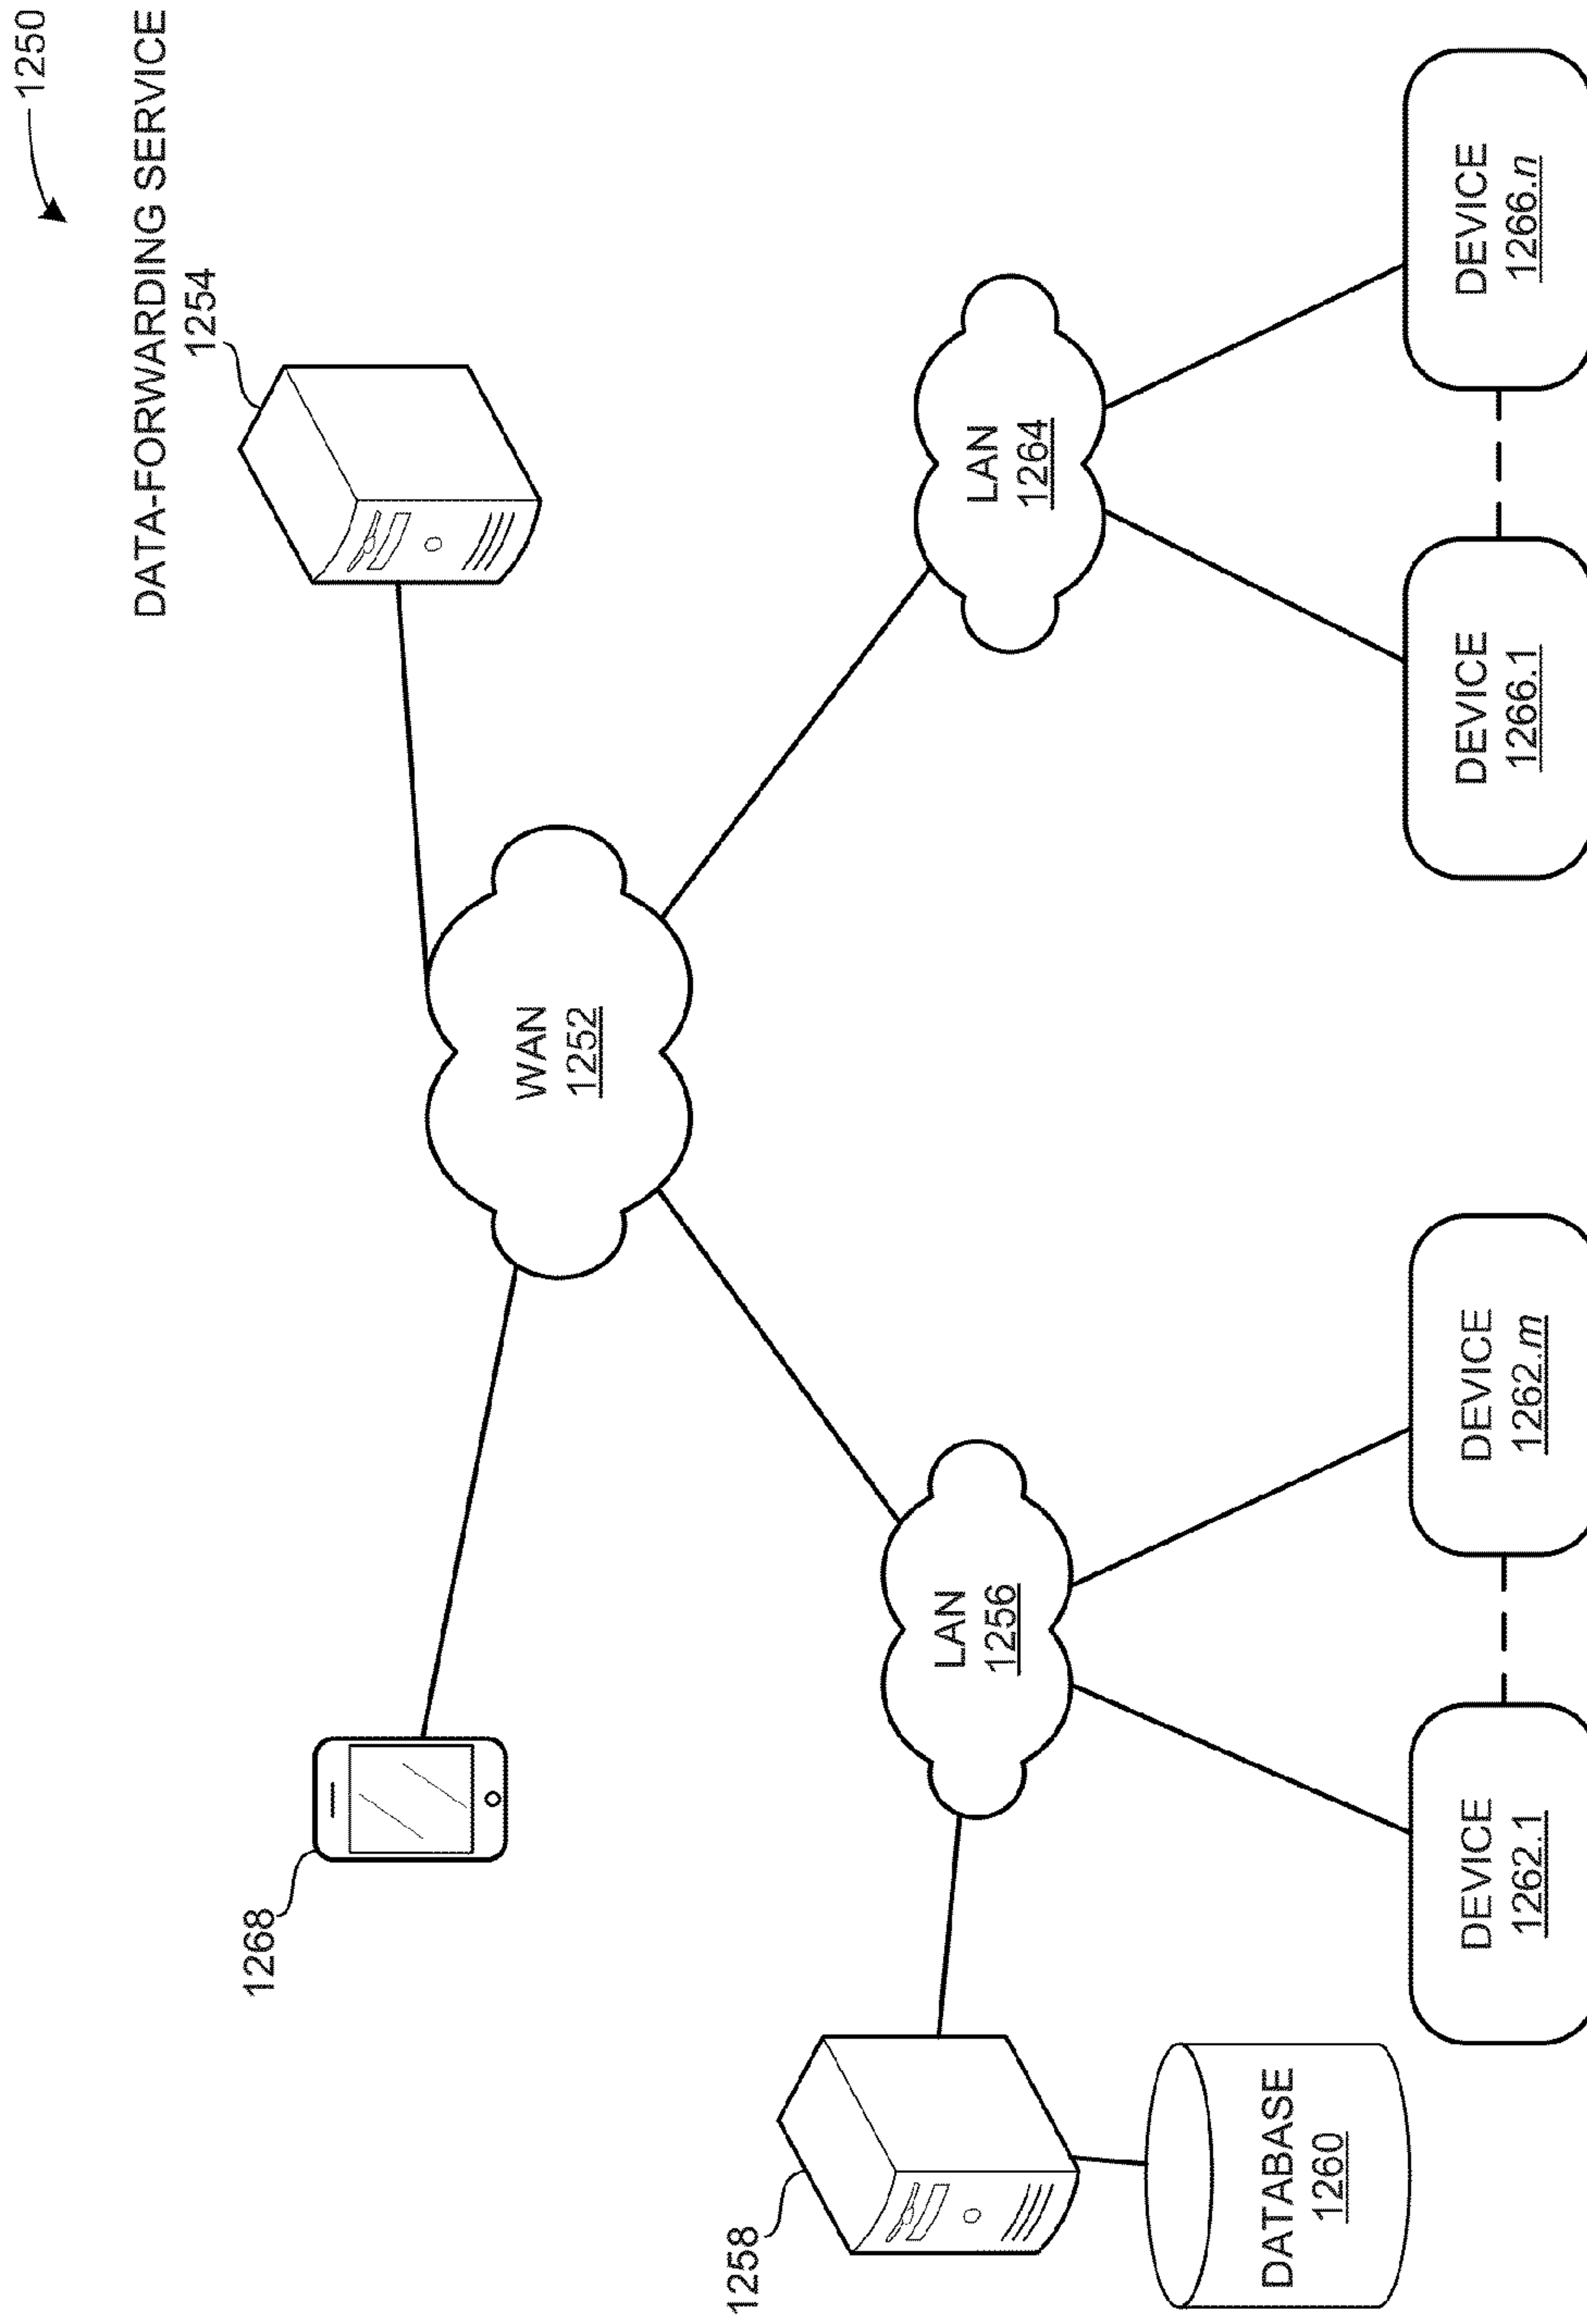 1250
DATA-FORWARDING SERVICE
1254
1268
WAN
1252
1258
LAN
1256
LAN
1264
DATABASE
1260
DEVICE
1262.1
DEVICE
1262.m
DEVICE
1266.1
DEVICE
1266.n